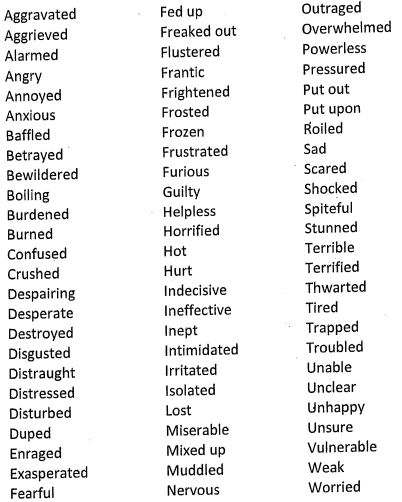 Aggravated
Aggrieved
Alarmed
Angry
Annoyed
Anxious
Baffled
Betrayed
Bewildered
Boiling
Burdened
Burned
Confused
Crushed
Despairing
Desperate
Destroyed
Disgusted
Distraught
Distressed
Disturbed
Duped
Enraged
Exasperated
Fearful
Fed up
Freaked out
Flustered
Frantic
Frightened
Frosted
Frozen
Frustrated
Furious
Guilty
Helpless
Horrified
Hot
Hurt
Indecisive
Ineffective
Inept
Intimidated
Irritated
Isolated
Lost
Miserable
Mixed up
Muddled
Nervous
Outraged
Overwhelmed
Powerless
Pressured
Put out
Put upon
Roiled
Sad
Scared
Shocked
Spiteful
Stunned
Terrible
Terrified
Thwarted
Tired
Trapped
Troubled
Unable
Unclear
Unhappy
Unsure
Vulnerable
Weak
Worried